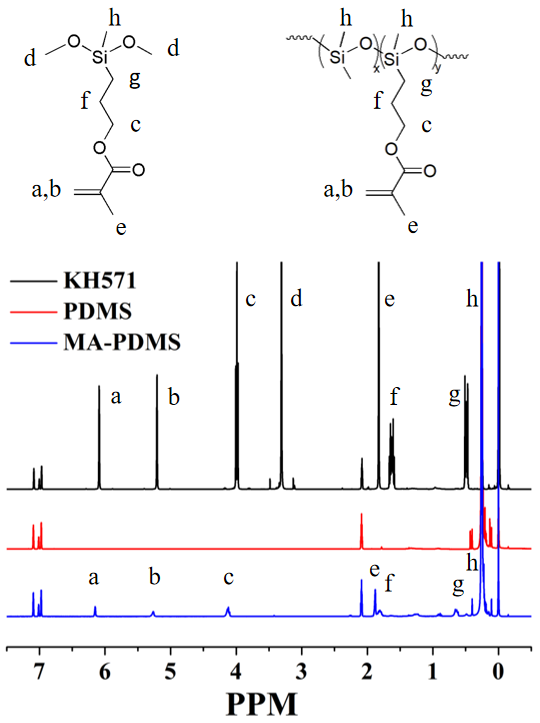 h
d O O d
Si
g
f
c
O
O
a,b
e
h h
O O
Si x Si y
g
f
c
O
O
a,b
e
KH571
PDMS
MA-PDMS
a b c d e f g h
a b c e f g h
7 6 5 4 3 2 1 0
PPM